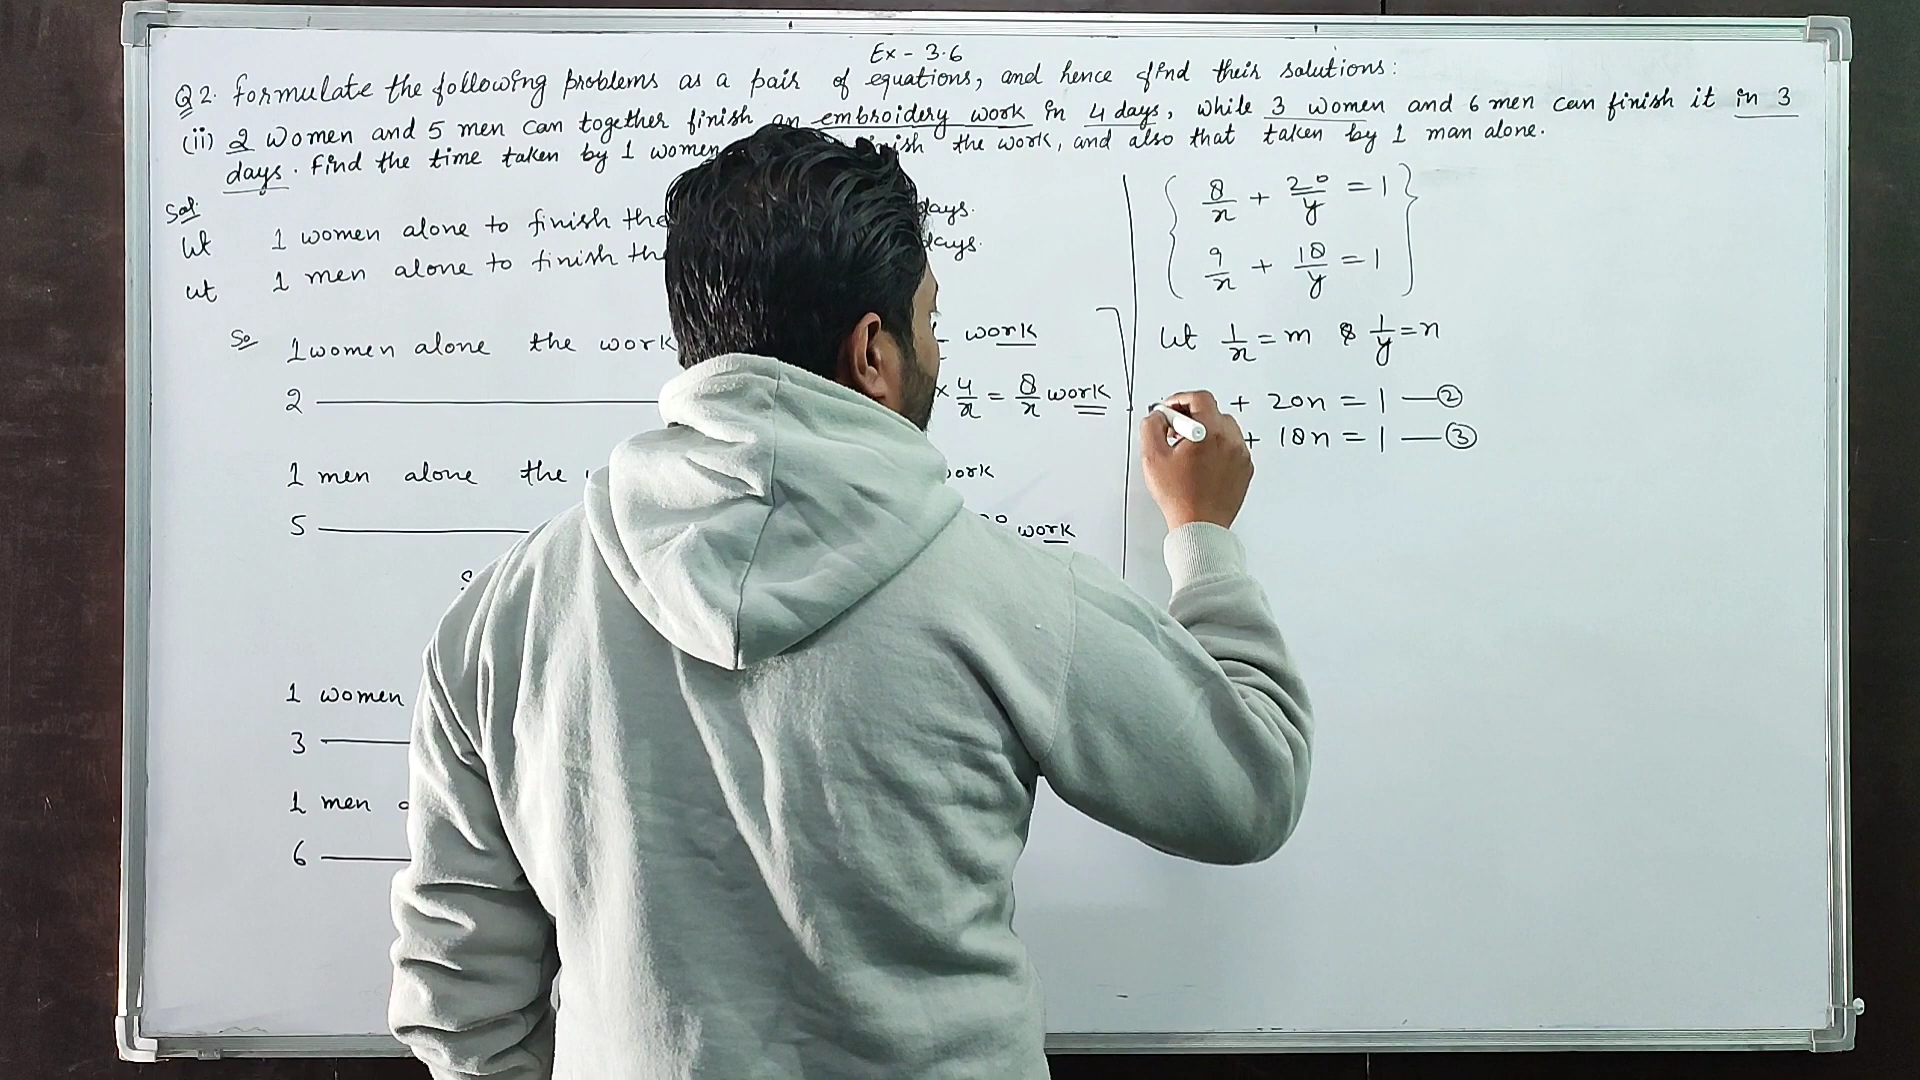 Ex - 3.6
Q2. Formulate the following problems as a pair of equations, and hence find their solutions:
(ii) 2 women and 5 men can together finish an embroidery work in 4 days, while 3 women and 6 men can finish it in 3
days. Find the time taken by 1 women the work, and also that taken by 1 man alone.
Sol.
let 1 women alone to finish the days.
let 1 men alone to finish the days.
So 1 women alone the work work
2 × 4/x = 8/x work
1 men alone the work
5 work
1 women
3
1 men
6
8/x + 20/y = 1
9/x + 18/y = 1
let 1/x = m & 1/y = n
+ 20n = 1 — ②
+ 18n = 1 — ③